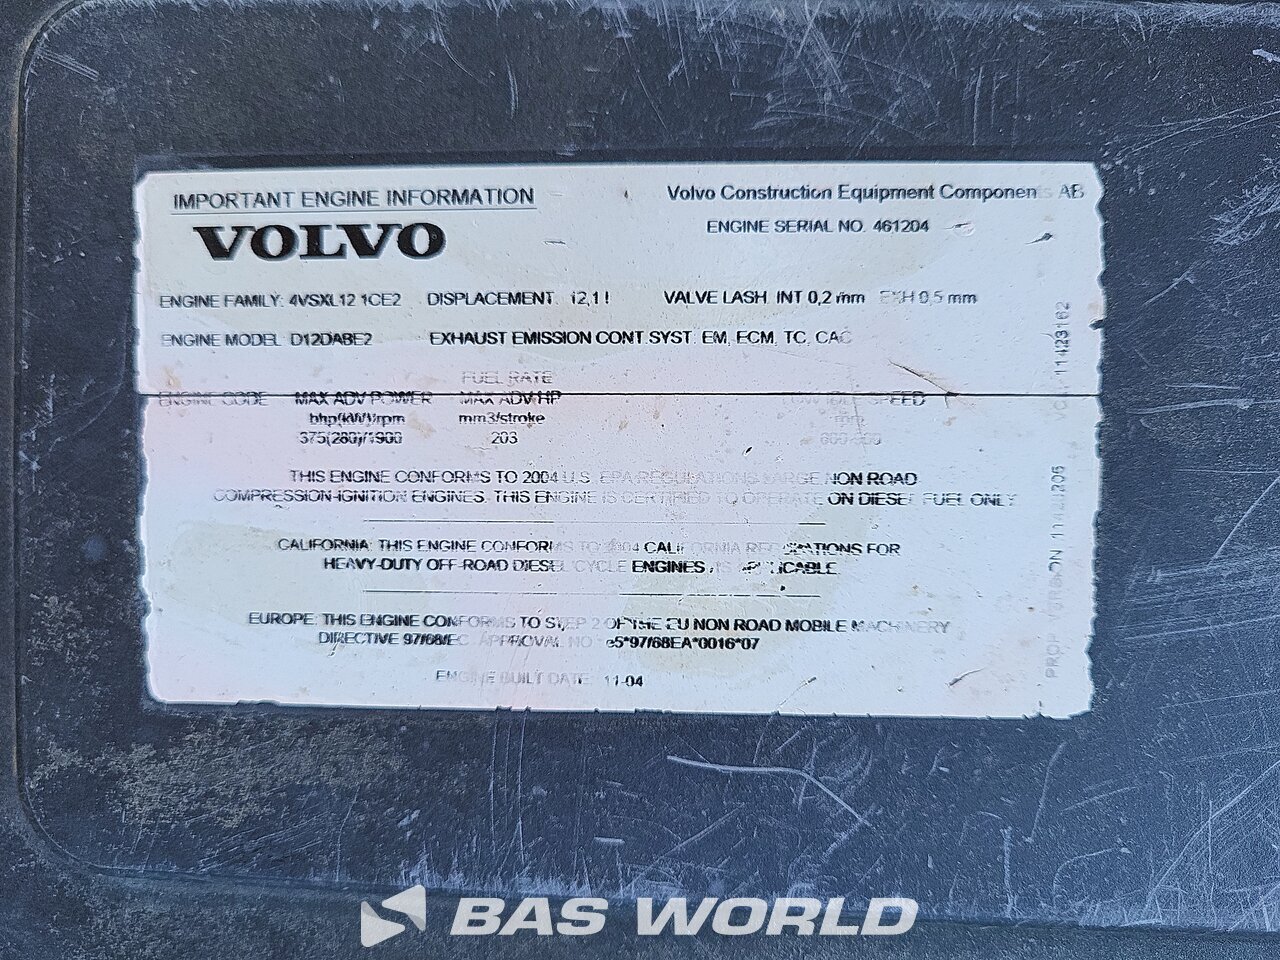 IMPORTANT ENGINE INFORMATION
Volvo Construction Equipment Components AB
VOLVO
ENGINE SERIAL NO. 461204
ENGINE FAMILY: 4VSXL12.1CE2 DISPLACEMENT 12,1 l VALVE LASH INT 0,2 mm EXH 0,5 mm
ENGINE MODEL D12DABE2 EXHAUST EMISSION CONT.SYST. EM, ECM, TC, CAC
FUEL RATE
ENGINE CODE MAX ADV POWER MAX ADV HP LOW IDLE SPEED
bhp(kW)/rpm mm3/stroke rpm
375(280)/1900 203
THIS ENGINE CONFORMS TO 2004 U.S. EPA REGULATIONS LARGE NON ROAD
COMPRESSION-IGNITION ENGINES. THIS ENGINE IS CERTIFIED TO OPERATE ON DIESEL FUEL ONLY
CALIFORNIA: THIS ENGINE CONFORMS TO 2004 CALIFORNIA REGULATIONS FOR
HEAVY-DUTY OFF-ROAD DIESEL CYCLE ENGINES AS APPLICABLE
EUROPE: THIS ENGINE CONFORMS TO STEP 2 OF THE EU NON ROAD MOBILE MACHINERY
DIRECTIVE 97/68/EC APPROVAL NO e5*97/68EA*0016*07
ENGINE BUILT DATE: 11-04
PROP VERSION
BAS WORLD